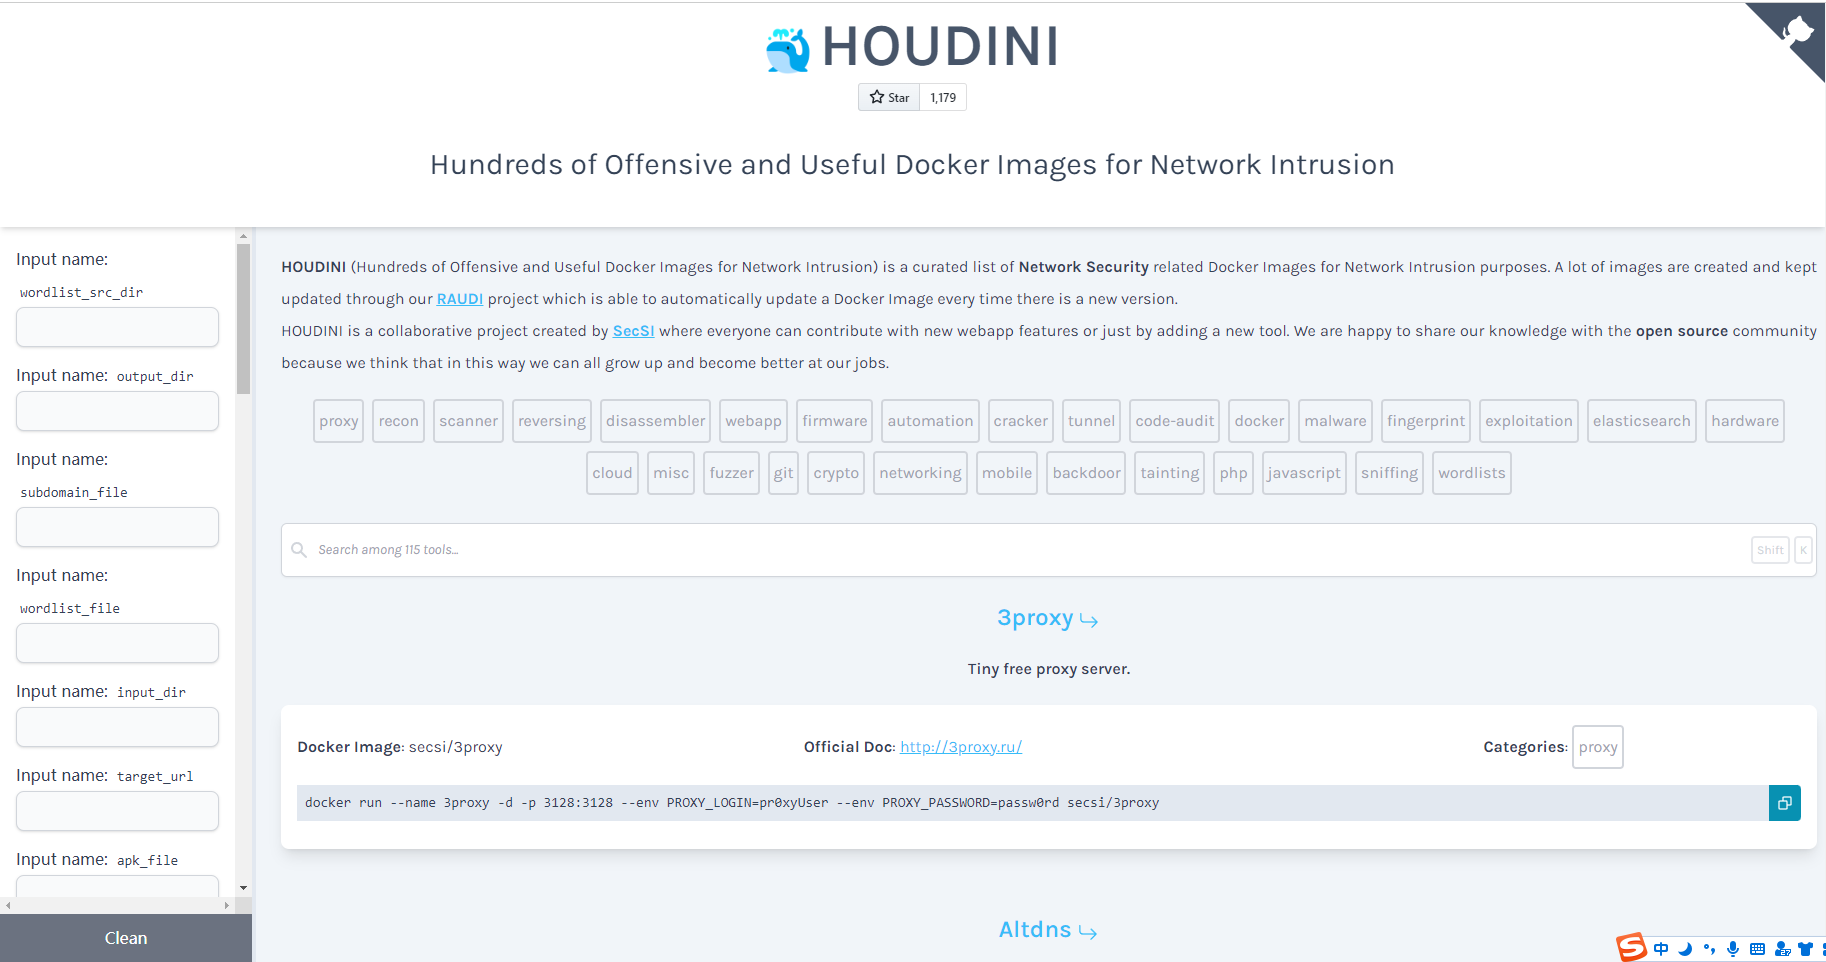 HOUDINI
Star 1,179
Hundreds of Offensive and Useful Docker Images for Network Intrusion
Input name:
wordlist_src_dir
Input name: output_dir
Input name:
subdomain_file
Input name:
wordlist_file
Input name: input_dir
Input name: target_url
Input name: apk_file
Clean
HOUDINI (Hundreds of Offensive and Useful Docker Images for Network Intrusion) is a curated list of Network Security related Docker Images for Network Intrusion purposes. A lot of images are created and kept
updated through our RAUDI project which is able to automatically update a Docker Image every time there is a new version.
HOUDINI is a collaborative project created by SecSI where everyone can contribute with new webapp features or just by adding a new tool. We are happy to share our knowledge with the open source community
because we think that in this way we can all grow up and become better at our jobs.
proxy recon scanner reversing disassembler webapp firmware automation cracker tunnel code-audit docker malware fingerprint exploitation elasticsearch hardware
cloud misc fuzzer git crypto networking mobile backdoor tainting php javascript sniffing wordlists
Search among 115 tools... Shift K
3proxy
Tiny free proxy server.
Docker Image: secsi/3proxy Official Doc: http://3proxy.ru/ Categories: proxy
docker run --name 3proxy -d -p 3128:3128 --env PROXY_LOGIN=pr0xyUser --env PROXY_PASSWORD=passw0rd secsi/3proxy
Altdns
中